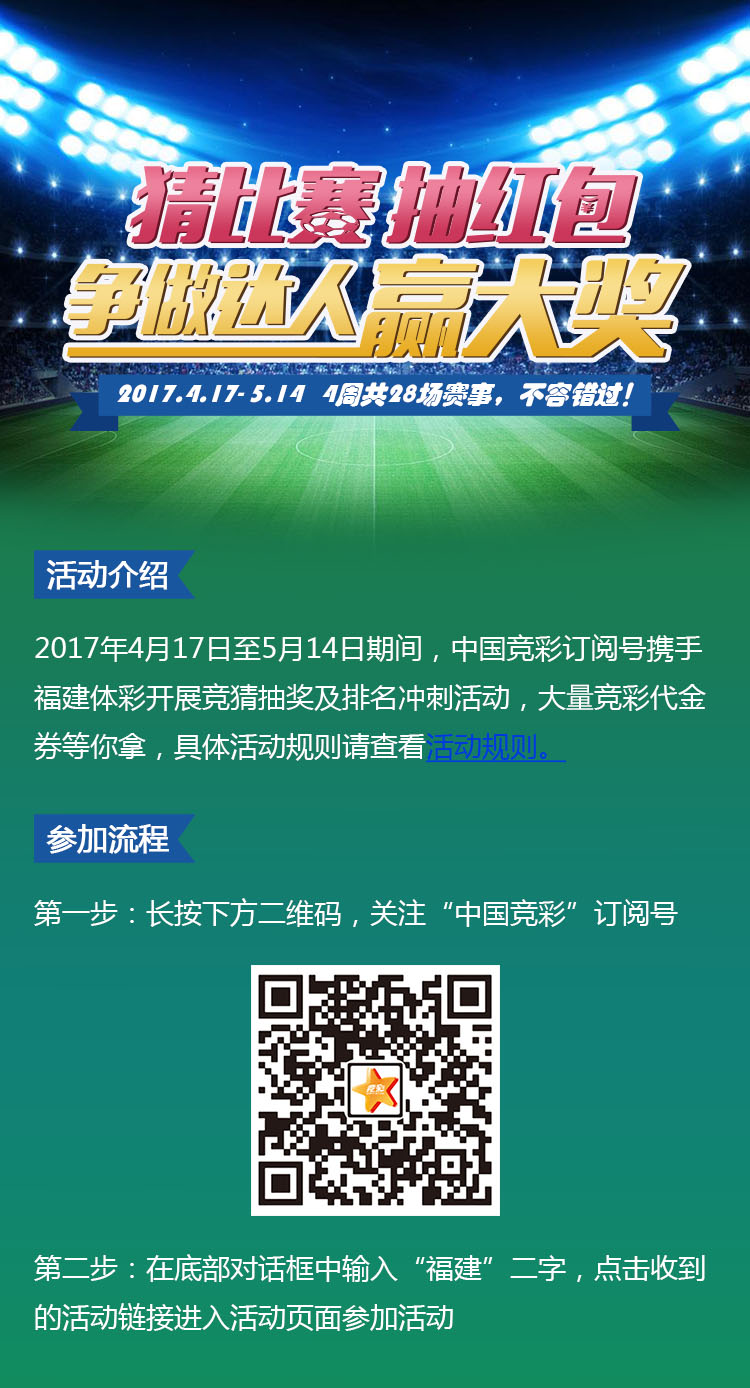 猜比赛 抽红包
争做达人赢大奖
2017.4.17-5.14 4周共28场赛事，不容错过！
活动介绍
2017年4月17日至5月14日期间，中国竞彩订阅号携手
福建体彩开展竞猜抽奖及排名冲刺活动，大量竞彩代金
券等你拿，具体活动规则请查看活动规则。
参加流程
第一步：长按下方二维码，关注“中国竞彩”订阅号
竞彩
第二步：在底部对话框中输入“福建”二字，点击收到
的活动链接进入活动页面参加活动